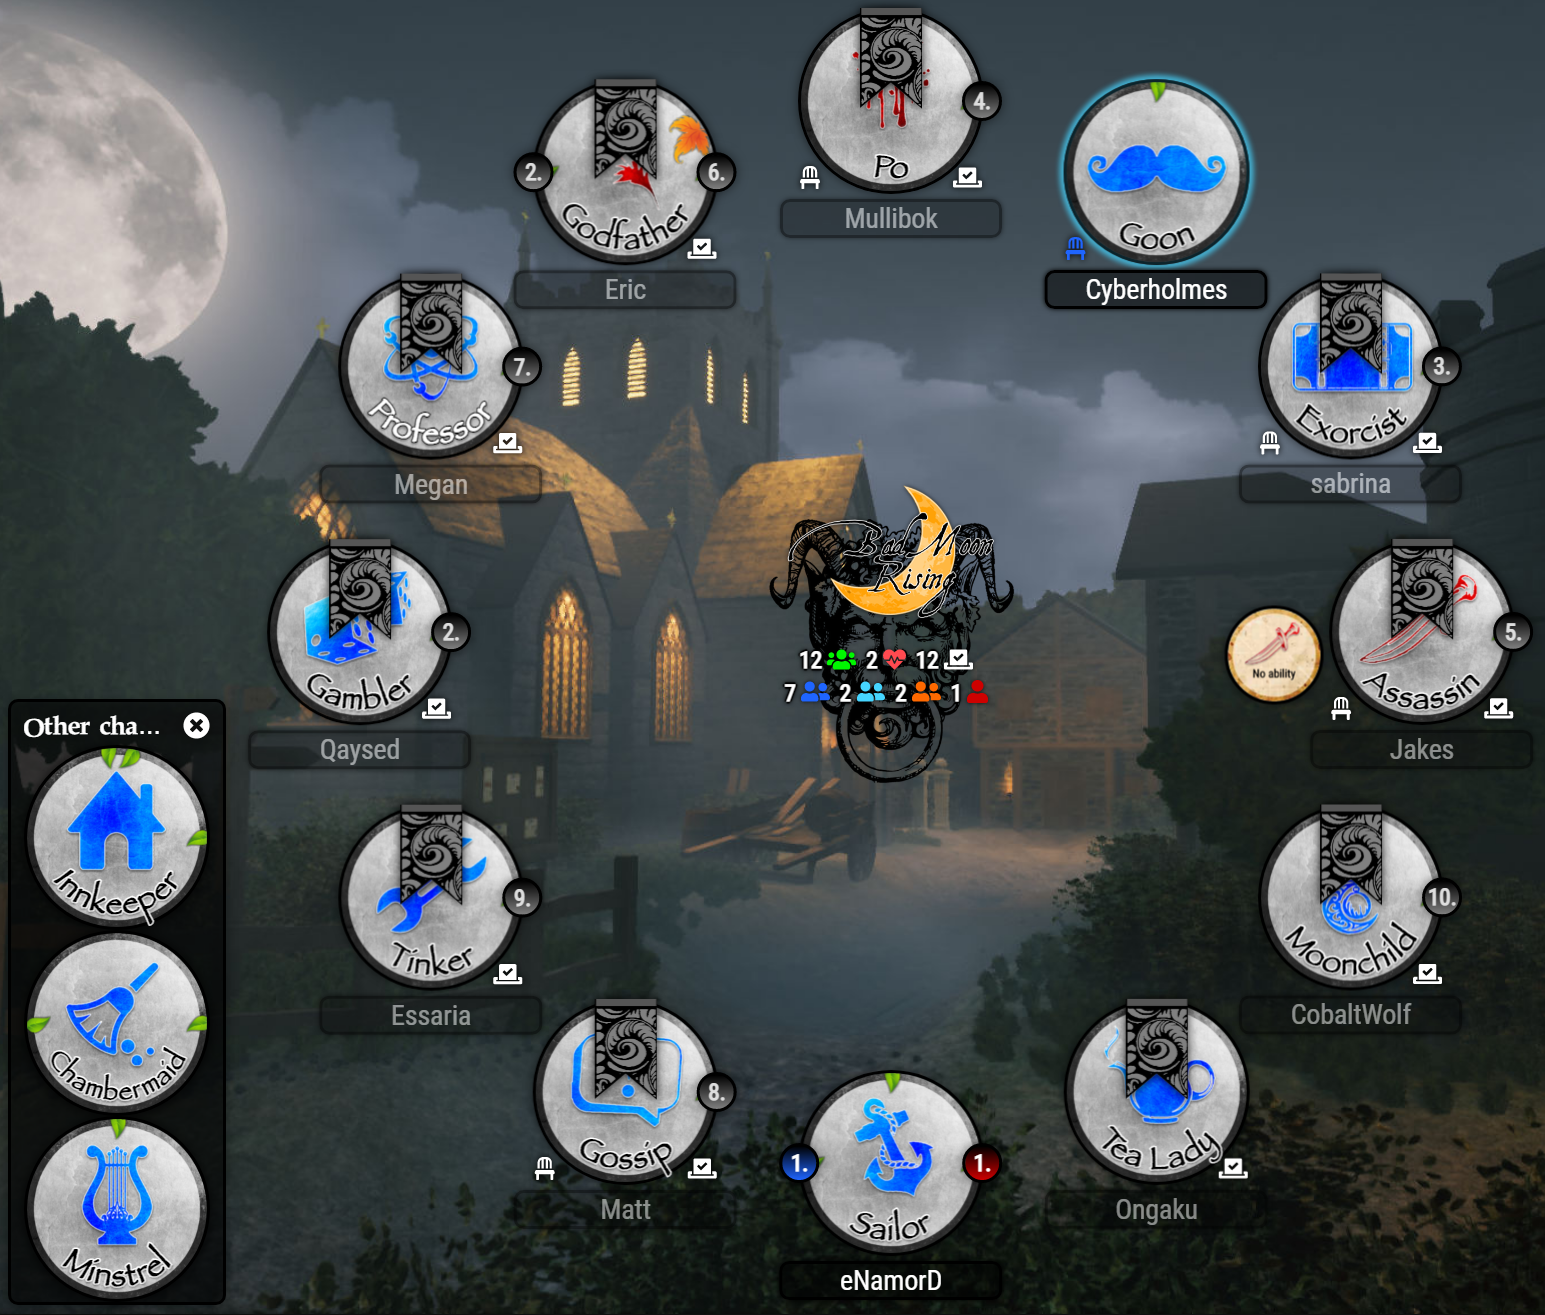 4.
Po
Mullibok
2.
6.
Godfather
Eric
Goon
Cyberholmes
7.
Professor
Megan
3.
Exorcist
sabrina
2.
Gambler
Qaysed
Bad Moon
Rising
12 2 12
7 2 2 1
No ability
5.
Assassin
Jakes
Other cha...
Innkeeper
Chambermaid
Minstrel
9.
Tinker
Essaria
10.
Moonchild
CobaltWolf
8.
Gossip
Matt
1.
1.
Sailor
eNamorD
Tea Lady
Ongaku